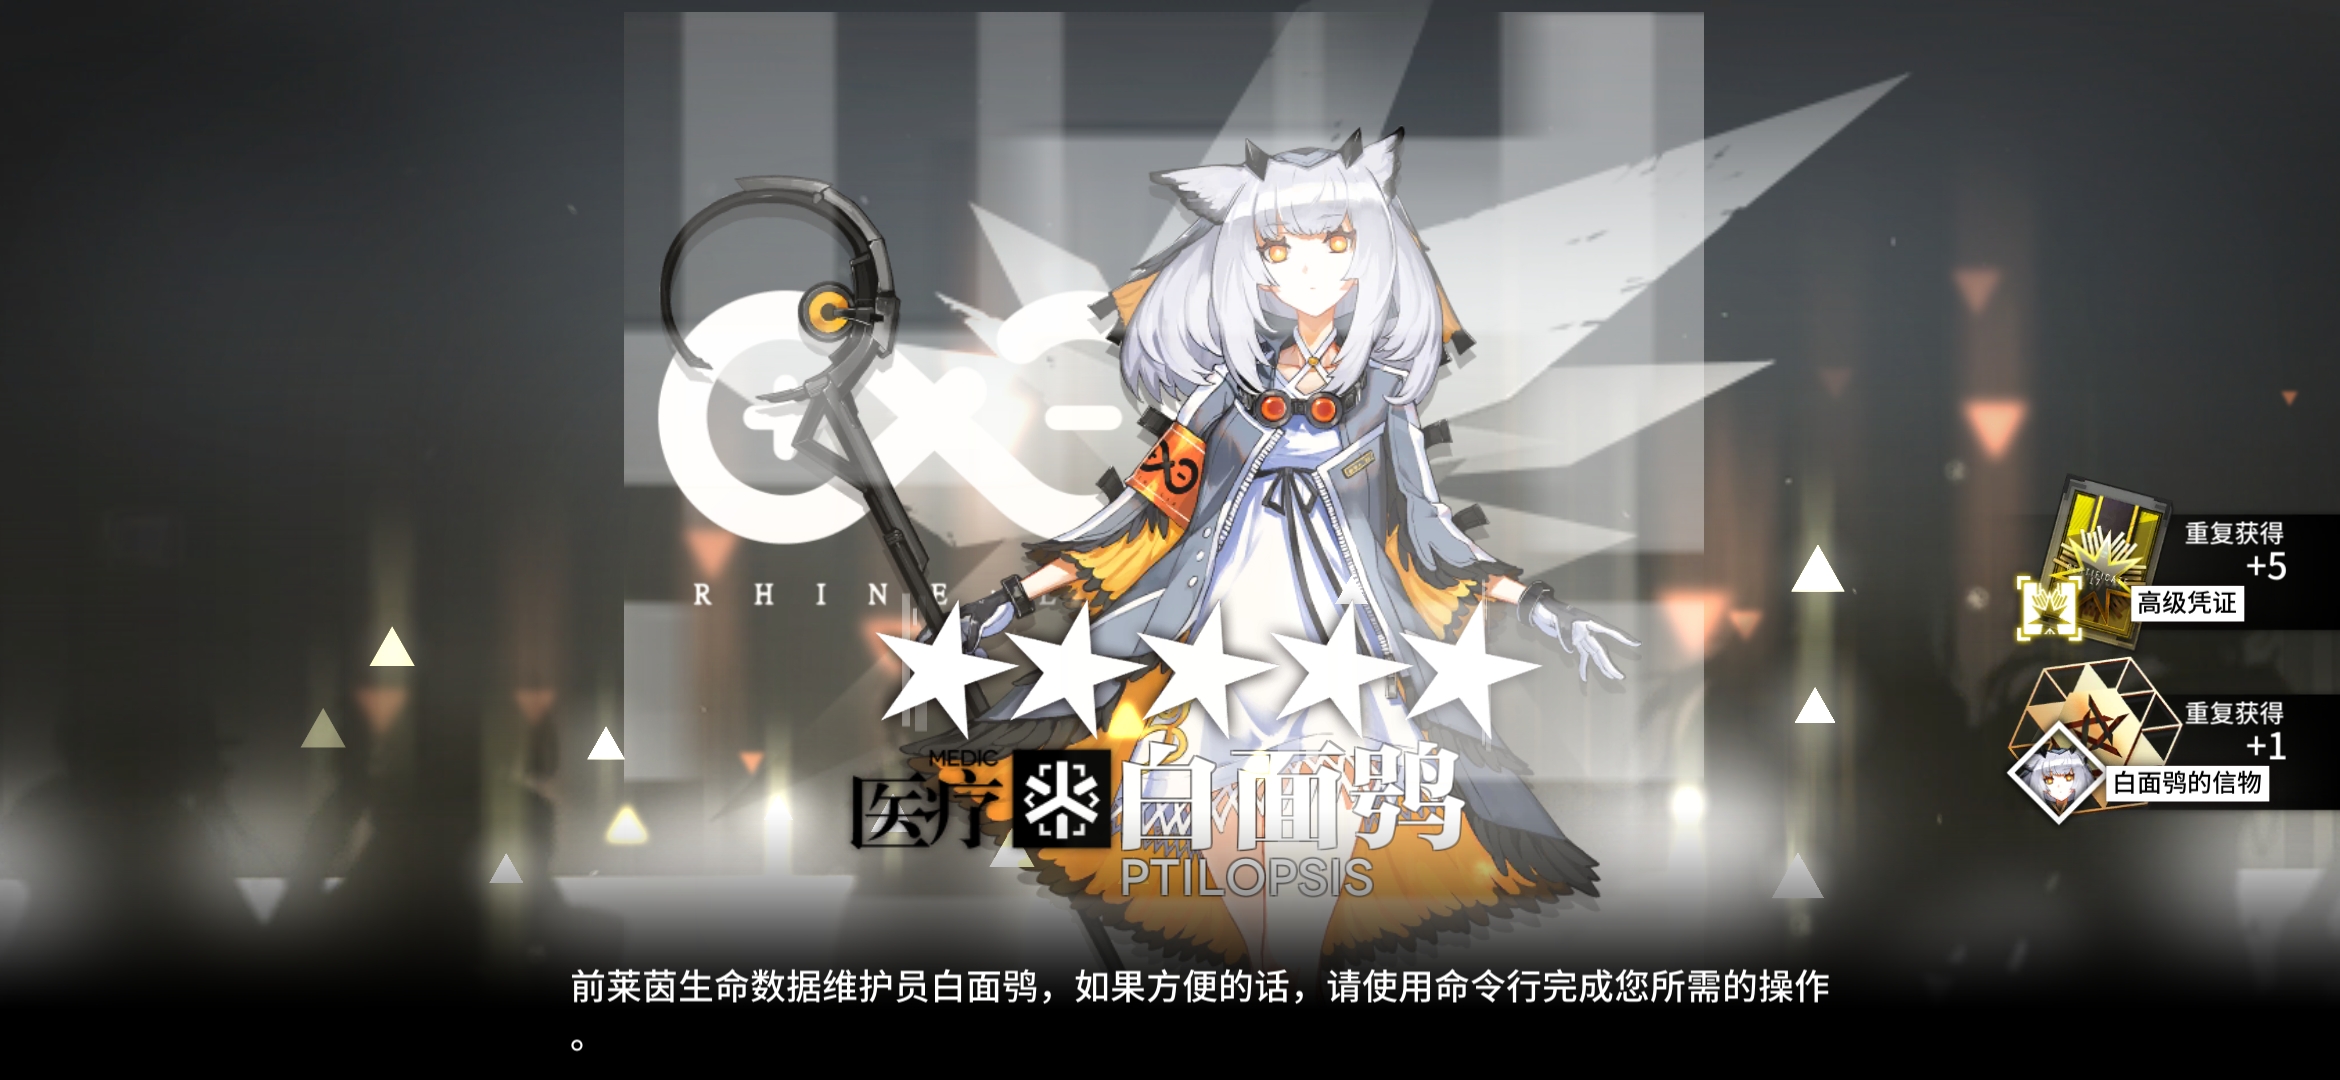 RHINE L
重复获得
+5
高级凭证
重复获得
+1
白面鸮的信物
MEDIC
医疗
白面鸮
PTILOPSIS
前莱茵生命数据维护员白面鸮，如果方便的话，请使用命令行完成您所需的操作
。